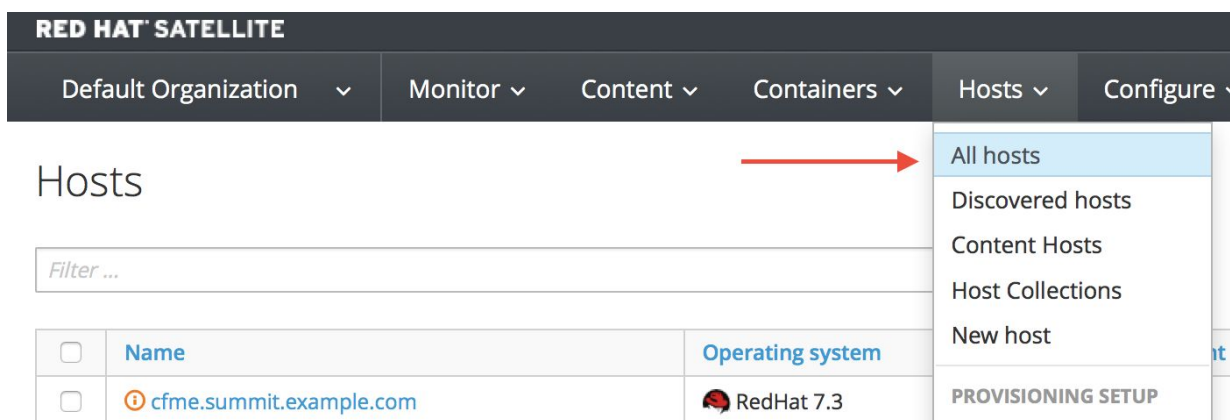 RED HAT SATELLITE
Default Organization Monitor Content Containers Hosts Configure
All hosts
Hosts
Discovered hosts
Content Hosts
Filter ...
Host Collections
New host
Name Operating system nt
cfme.summit.example.com RedHat 7.3
PROVISIONING SETUP